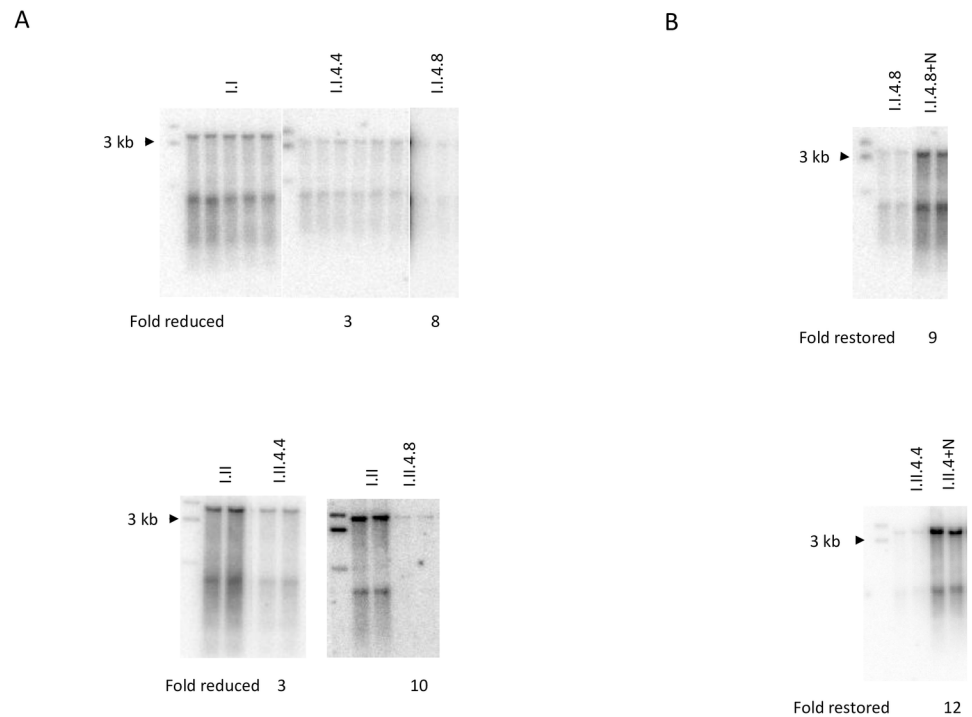 A
I.I
I.I.4.4
I.I.4.8
3 kb
Fold reduced 3 8
I.II
I.II.4.4
I.II
I.II.4.8
3 kb
Fold reduced 3 10
B
I.I.4.8
I.I.4.8+N
3 kb
Fold restored 9
I.II.4.4
I.II.4+N
3 kb
Fold restored 12